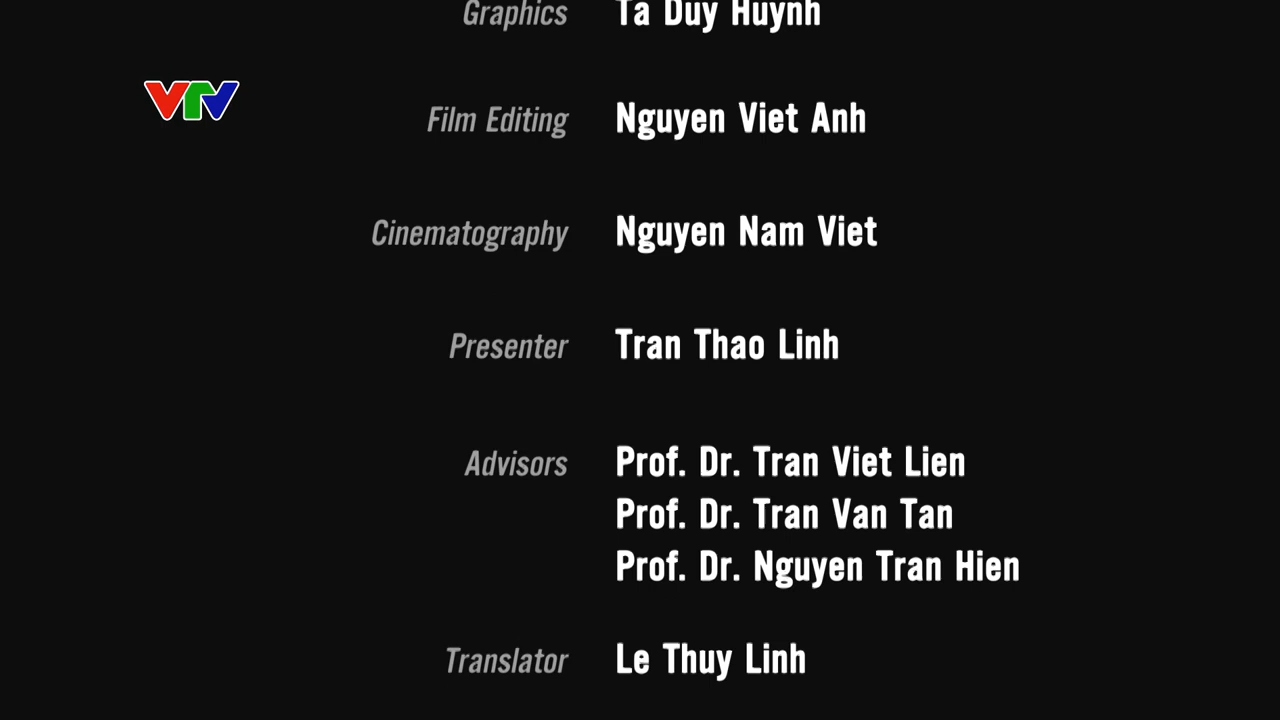 Graphics Ta Duy Huynh
VTV
Film Editing Nguyen Viet Anh
Cinematography Nguyen Nam Viet
Presenter Tran Thao Linh
Advisors Prof. Dr. Tran Viet Lien
Prof. Dr. Tran Van Tan
Prof. Dr. Nguyen Tran Hien
Translator Le Thuy Linh